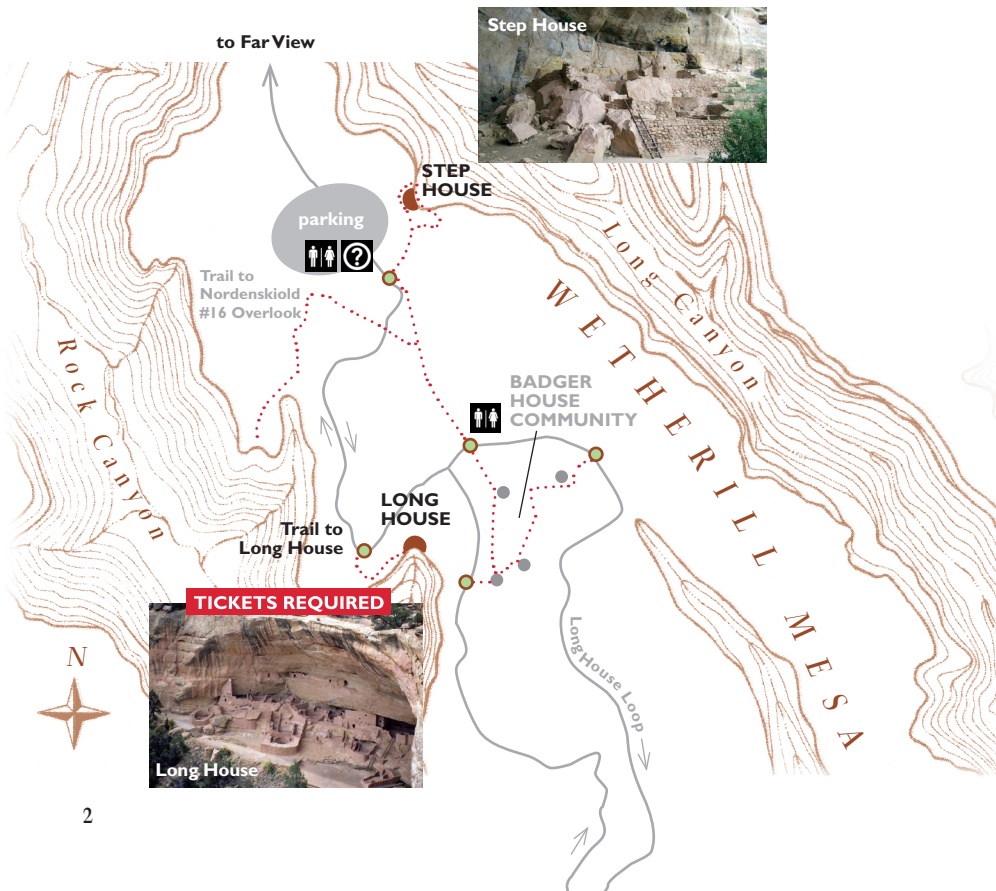 Step House
to Far View
STEP
HOUSE
parking
?
Trail to
Nordenskiold
#16 Overlook
Long Canyon
WETHERILL MESA
Rock Canyon
BADGER
HOUSE
COMMUNITY
LONG
HOUSE
Trail to
Long House
TICKETS REQUIRED
Long House Loop
N
Long House
2